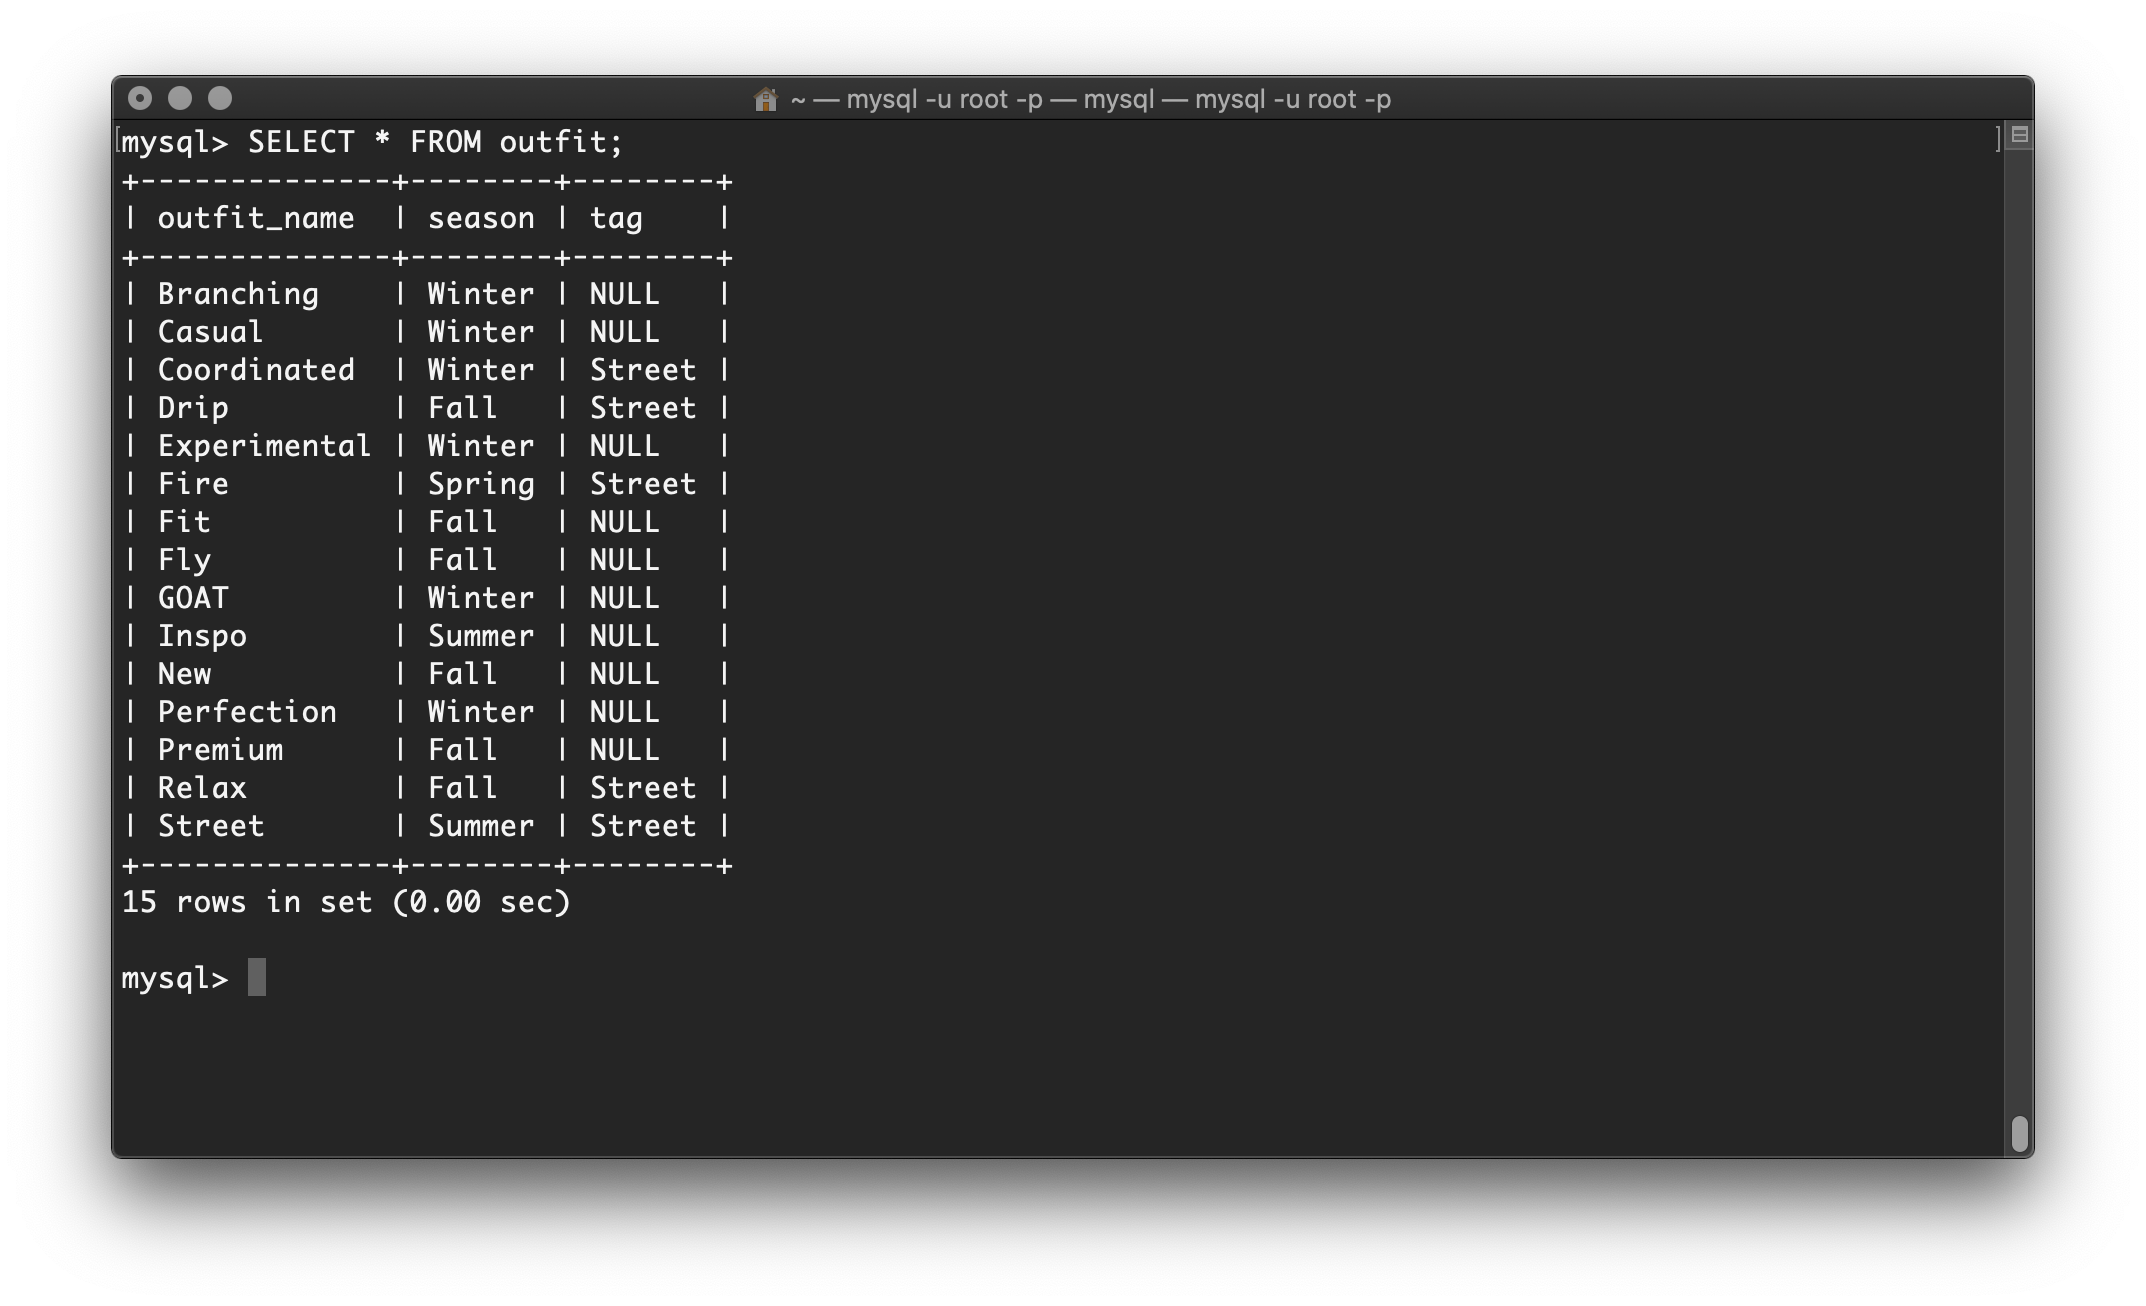 ~ — mysql -u root -p — mysql — mysql -u root -p
mysql> SELECT * FROM outfit;
+--------------+--------+--------+
| outfit_name  | season | tag    |
+--------------+--------+--------+
| Branching    | Winter | NULL   |
| Casual       | Winter | NULL   |
| Coordinated  | Winter | Street |
| Drip         | Fall   | Street |
| Experimental | Winter | NULL   |
| Fire         | Spring | Street |
| Fit          | Fall   | NULL   |
| Fly          | Fall   | NULL   |
| GOAT         | Winter | NULL   |
| Inspo        | Summer | NULL   |
| New          | Fall   | NULL   |
| Perfection   | Winter | NULL   |
| Premium      | Fall   | NULL   |
| Relax        | Fall   | Street |
| Street       | Summer | Street |
+--------------+--------+--------+
15 rows in set (0.00 sec)
mysql>